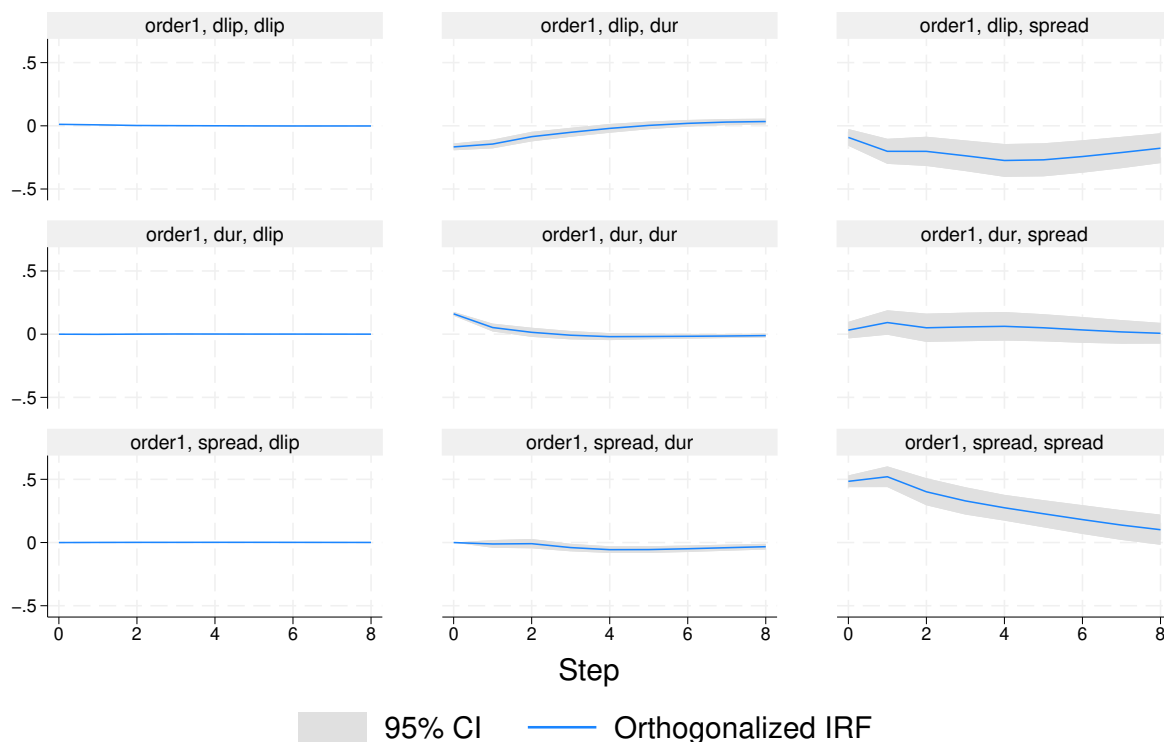 order1, dlip, dlip
order1, dlip, dur
order1, dlip, spread
.5
0
−.5
order1, dur, dlip
order1, dur, dur
order1, dur, spread
.5
0
−.5
order1, spread, dlip
order1, spread, dur
order1, spread, spread
.5
0
−.5
0 2 4 6 8
0 2 4 6 8
0 2 4 6 8
Step
95% CI
Orthogonalized IRF